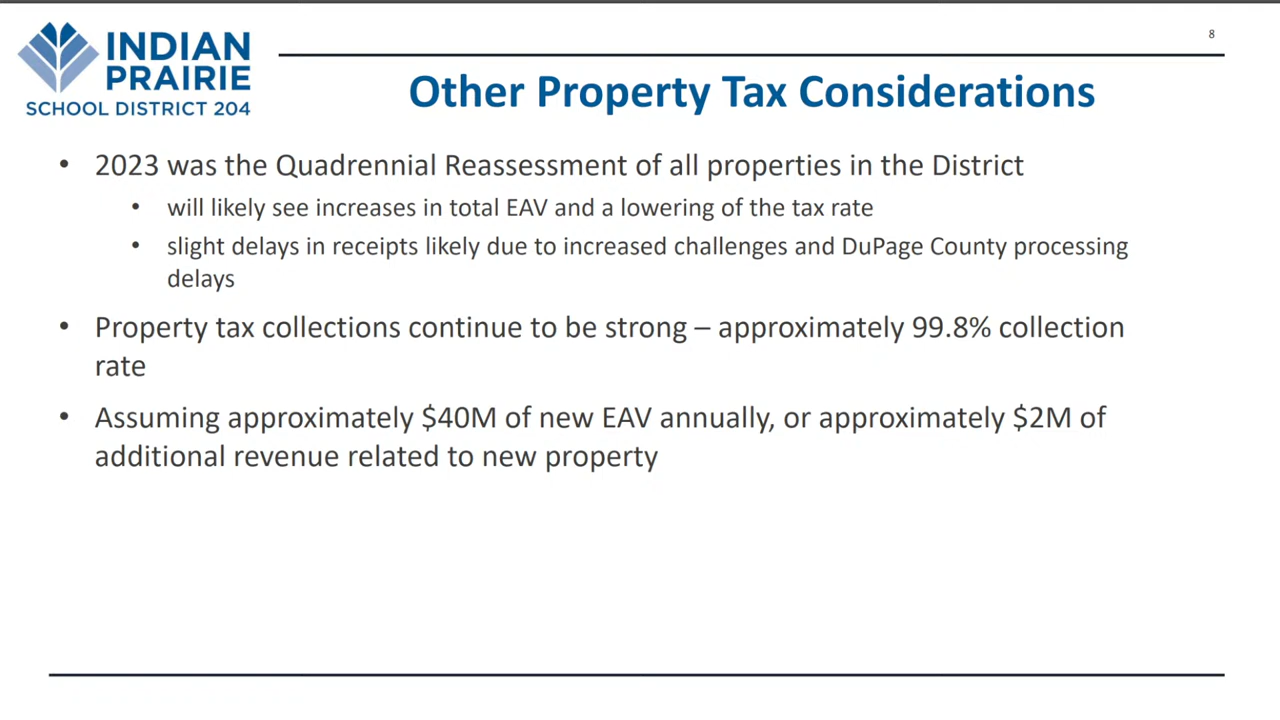 8
INDIAN
PRAIRIE
SCHOOL DISTRICT 204
Other Property Tax Considerations
• 2023 was the Quadrennial Reassessment of all properties in the District
• will likely see increases in total EAV and a lowering of the tax rate
• slight delays in receipts likely due to increased challenges and DuPage County processing
delays
• Property tax collections continue to be strong – approximately 99.8% collection
rate
• Assuming approximately $40M of new EAV annually, or approximately $2M of
additional revenue related to new property